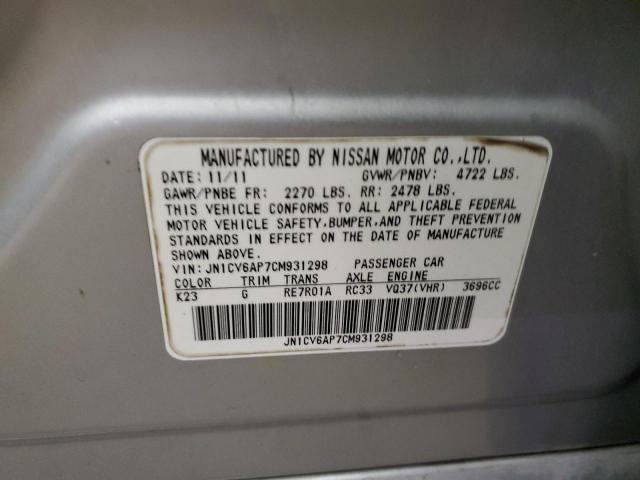 MANUFACTURED BY NISSAN MOTOR CO.,LTD.
DATE: 11/11 GVWR/PNBV: 4722 LBS.
GAWR/PNBE FR: 2270 LBS. RR: 2478 LBS.
THIS VEHICLE CONFORMS TO ALL APPLICABLE FEDERAL
MOTOR VEHICLE SAFETY, BUMPER, AND THEFT PREVENTION
STANDARDS IN EFFECT ON THE DATE OF MANUFACTURE
SHOWN ABOVE.
VIN: JN1CV6AP7CM931298 PASSENGER CAR
COLOR TRIM TRANS AXLE ENGINE
K23 G RE7R01A RC33 VQ37(VHR) 3696CC
JN1CV6AP7CM931298